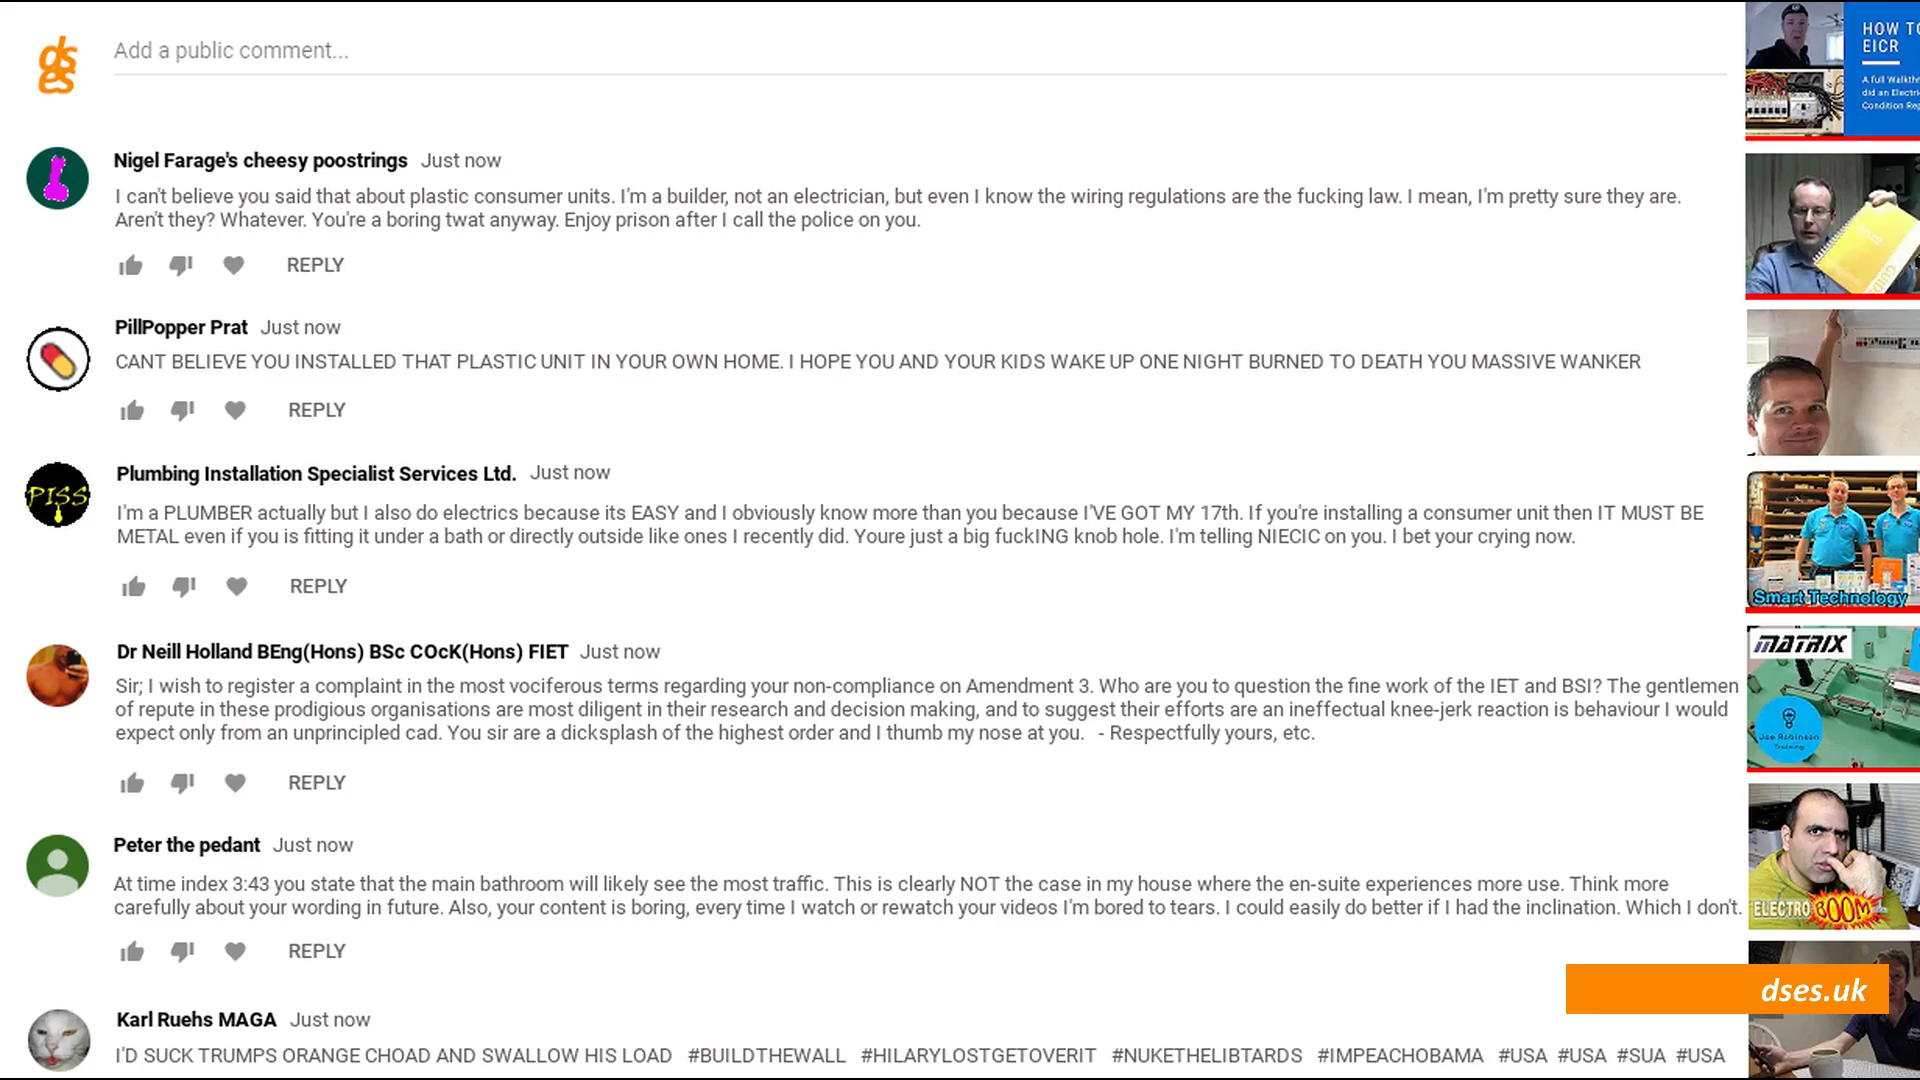 dses
Add a public comment...
Nigel Farage's cheesy poostrings Just now
I can't believe you said that about plastic consumer units. I'm a builder, not an electrician, but even I know the wiring regulations are the fucking law. I mean, I'm pretty sure they are.
Aren't they? Whatever. You're a boring twat anyway. Enjoy prison after I call the police on you.
REPLY
PillPopper Prat Just now
CANT BELIEVE YOU INSTALLED THAT PLASTIC UNIT IN YOUR OWN HOME. I HOPE YOU AND YOUR KIDS WAKE UP ONE NIGHT BURNED TO DEATH YOU MASSIVE WANKER
REPLY
PISS
Plumbing Installation Specialist Services Ltd. Just now
I'm a PLUMBER actually but I also do electrics because its EASY and I obviously know more than you because I'VE GOT MY 17th. If you're installing a consumer unit then IT MUST BE
METAL even if you is fitting it under a bath or directly outside like ones I recently did. Youre just a big fuckING knob hole. I'm telling NIECIC on you. I bet your crying now.
REPLY
Dr Neill Holland BEng(Hons) BSc COcK(Hons) FIET Just now
Sir; I wish to register a complaint in the most vociferous terms regarding your non-compliance on Amendment 3. Who are you to question the fine work of the IET and BSI? The gentlemen
of repute in these prodigious organisations are most diligent in their research and decision making, and to suggest their efforts are an ineffectual knee-jerk reaction is behaviour I would
expect only from an unprincipled cad. You sir are a dicksplash of the highest order and I thumb my nose at you. - Respectfully yours, etc.
REPLY
Peter the pedant Just now
At time index 3:43 you state that the main bathroom will likely see the most traffic. This is clearly NOT the case in my house where the en-suite experiences more use. Think more
carefully about your wording in future. Also, your content is boring, every time I watch or rewatch your videos I'm bored to tears. I could easily do better if I had the inclination. Which I don't.
REPLY
Karl Ruehs MAGA Just now
I'D SUCK TRUMPS ORANGE CHOAD AND SWALLOW HIS LOAD #BUILDTHEWALL #HILARYLOSTGETOVERIT #NUKETHELIBTARDS #IMPEACHOBAMA #USA #USA #SUA #USA
HOW TO
EICR
A full Walkthr
did an Electri
Condition Rep
Smart Technology
MATRIX
Joe Robinson
Training
ELECTRO BOOM
dses.uk